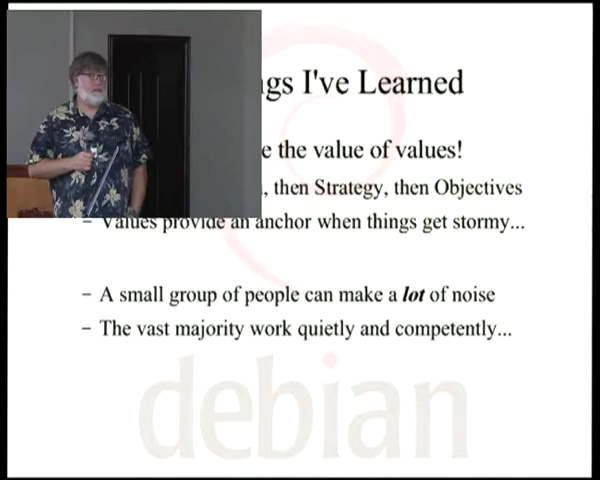 gs I've Learned
e the value of values!
, then Strategy, then Objectives
– Values provide an anchor when things get stormy...
– A small group of people can make a lot of noise
– The vast majority work quietly and competently...
debian